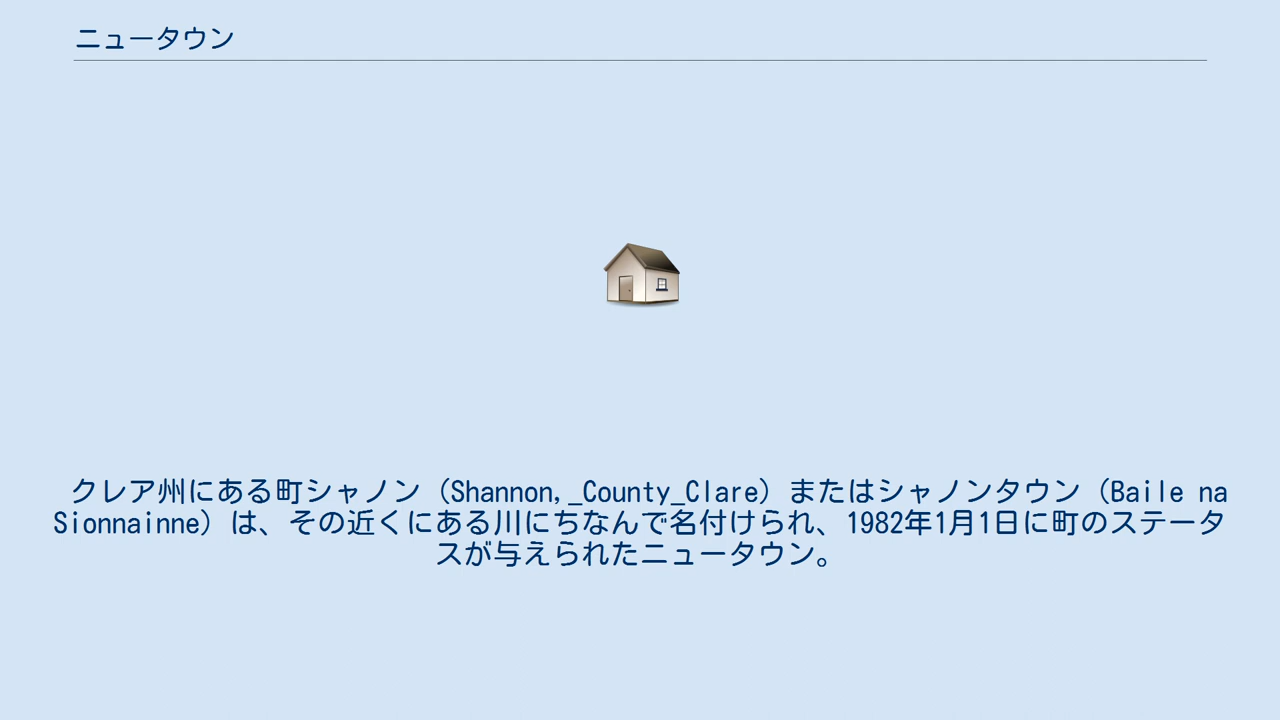 ニュータウン
クレア州にある町シャノン（Shannon,_County_Clare）またはシャノンタウン（Baile na
Sionnainne）は、その近くにある川にちなんで名付けられ、1982年1月1日に町のステータ
スが与えられたニュータウン。